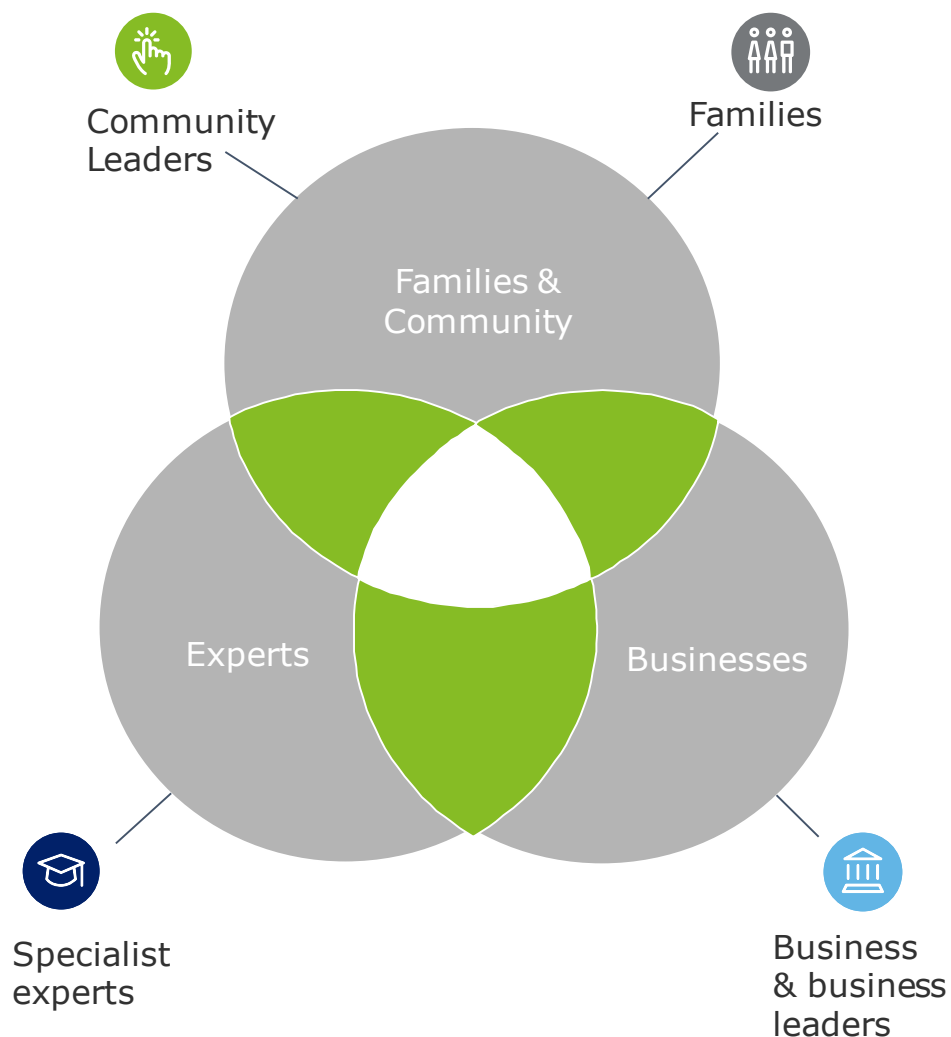 Community
Leaders
Families
Families &
Community
Experts
Businesses
Specialist
experts
Business
& business
leaders